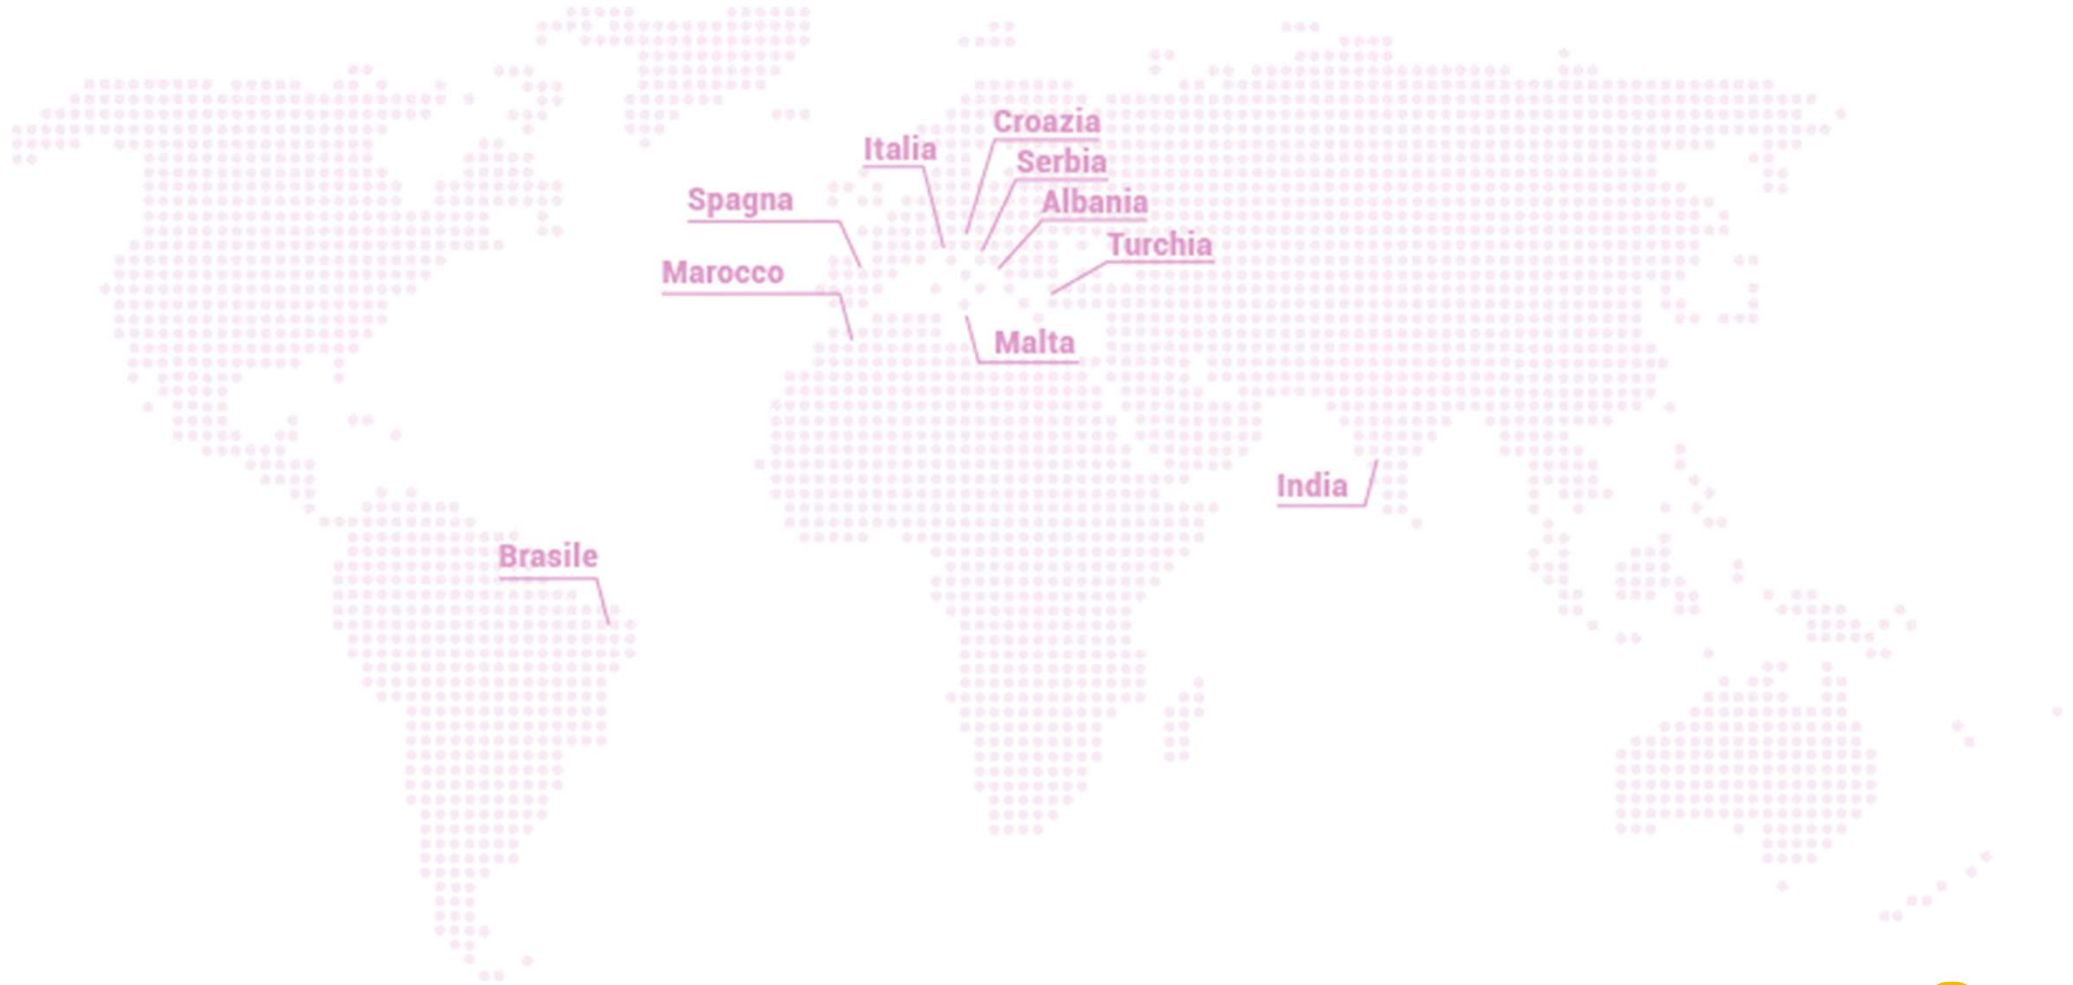 Croazia
Italia
Serbia
Spagna
Albania
Turchia
Marocco
Malta
India
Brasile